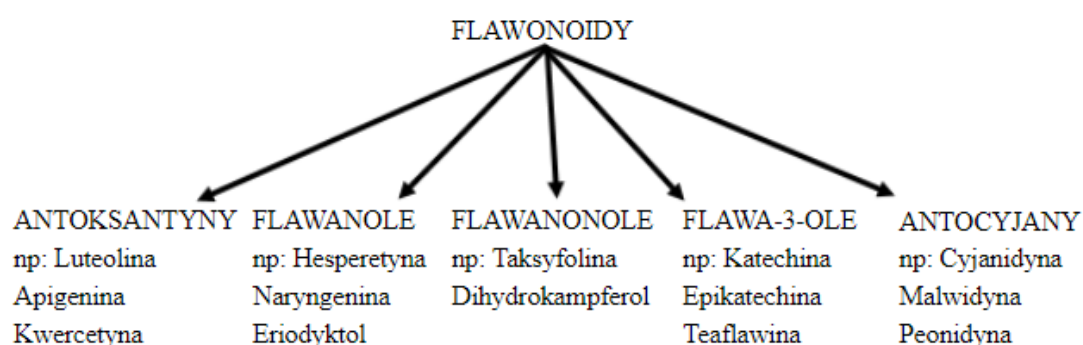 FLAWONOIDY
ANTOKSANTYNY
np: Luteolina
Apigenina
Kwercetyna
FLAWANOLE
np: Hesperetyna
Naryngenina
Eriodyktol
FLAWANONOLE
np: Taksyfolina
Dihydrokampferol
FLAWA-3-OLE
np: Katechina
Epikatechina
Teaflawina
ANTOCYJANY
np: Cyjanidyna
Malwidyna
Peonidyna